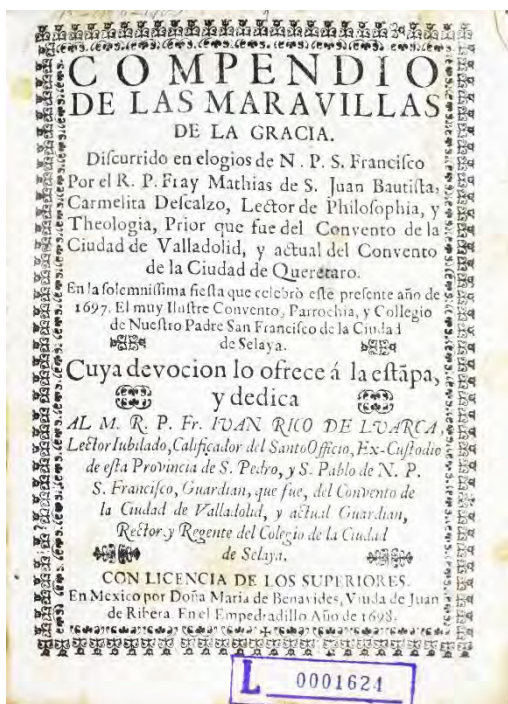 COMPENDIO
DE LAS MARAVILLAS
DE LA GRACIA.
Diſcurrido en elogios de N. P. S. Franciſco
Por el R. P. Fray Mathias de S. Juan Bautiſta,
Carmelita Deſcalzo, Lector de Philoſophia, y
Theologia, Prior que fue del Convento de la
Ciudad de Valladolid, y actual del Convento
de la Ciudad de Queretaro.
En la ſolemniſſima fieſta que celebrò eſte preſente año de
1697. El muy Iluſtre Convento, Parrochia, y Collegio
de Nueſtro Padre San Franciſco de la Ciudad
de Selaya.
Cuya devocion lo ofrece á la eſtãpa,
y dedica
AL M. R. P. Fr. IVAN RICO DE LVARCA,
Lector Iubilado, Calificador del Santo Officio, Ex-Cuſtodio
de eſta Provincia de S. Pedro, y S. Pablo de N. P.
S. Franciſco, Guardian, que fue, del Convento de
la Ciudad de Valladolid, y actual Guardian,
Rector, y Regente del Colegio de la Ciudad
de Selaya.
CON LICENCIA DE LOS SUPERIORES.
En Mexico por Doña Maria de Benavides, Viuda de Juan
de Ribera. En el Empedradillo Año de 1698.
L 0001624